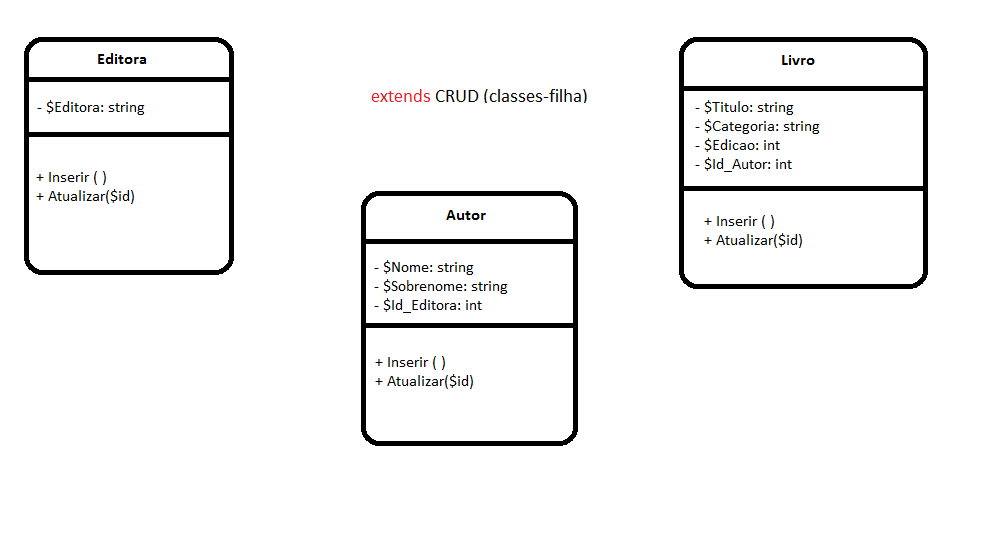 Editora
- $Editora: string
+ Inserir ( )
+ Atualizar($id)
extends CRUD (classes-filha)
Autor
- $Nome: string
- $Sobrenome: string
- $Id_Editora: int
+ Inserir ( )
+ Atualizar($id)
Livro
- $Titulo: string
- $Categoria: string
- $Edicao: int
- $Id_Autor: int
+ Inserir ( )
+ Atualizar($id)